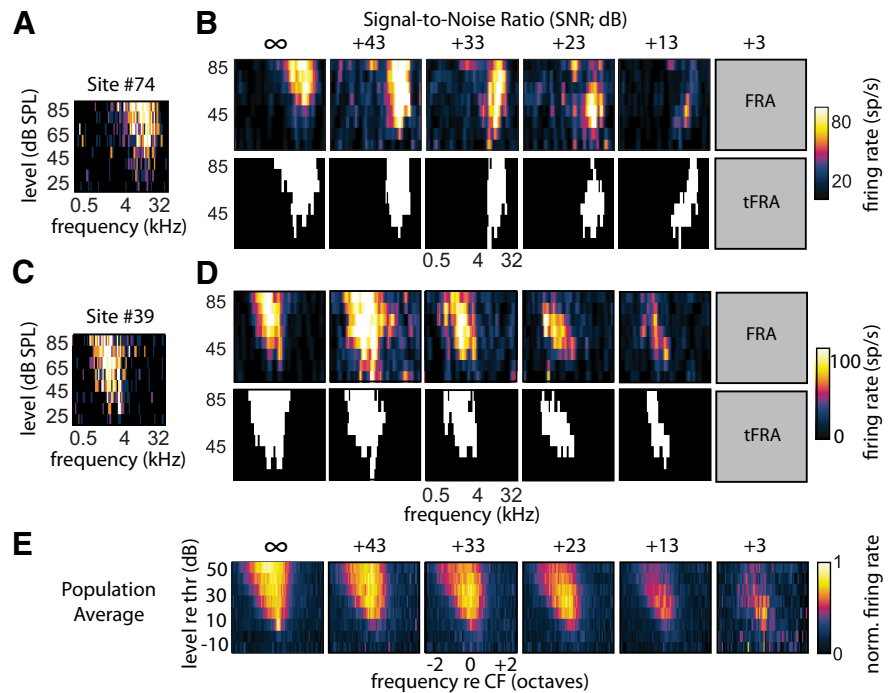 A
B
Signal-to-Noise Ratio (SNR; dB)
∞ +43 +33 +23 +13 +3
Site #74
level (dB SPL)
85
65
45
25
0.5 4 32
frequency (kHz)
85
45
FRA
85
45
tFRA
0.5 4 32
firing rate (sp/s)
80
20
C
D
Site #39
level (dB SPL)
85
65
45
25
0.5 4 32
frequency (kHz)
85
45
FRA
85
45
tFRA
0.5 4 32
frequency (kHz)
firing rate (sp/s)
100
0
E
∞ +43 +33 +23 +13 +3
Population
Average
level re thr (dB)
50
30
10
-10
-2 0 +2
frequency re CF (octaves)
norm. firing rate
1
0